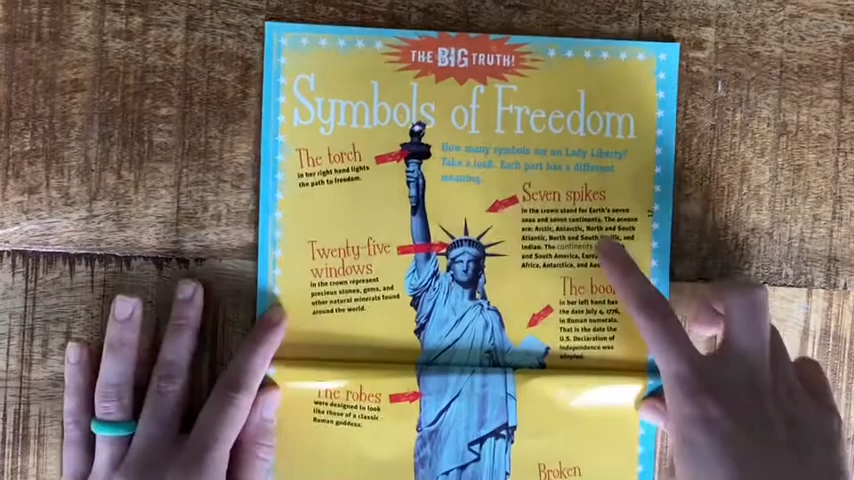 THE BIG TRUTH!
Symbols of Freedom
How many symbols are on Lady Liberty?
Take a look. Each part has a different
meaning.
THE TORCH
in her right hand lights
the path to freedom.
SEVEN SPIKES
in the crown stand for Earth's seven
seas and seven continents. The oceans
are: Arctic, Antarctic, North and South
Atlantic, North and South Pacific, and
Indian. The continents
Africa, Antarctica, and
TWENTY-FIVE
WINDOWS
in the crown represent
precious stones, gems, and
other natural minerals found
around the world.
THE
in her left hand
the date July 4, 1776,
in Roman numerals.
That is the date the
U.S. Declaration of
Independence was
adopted.
THE ROBES
were designed to look
like those of a classic
Roman goddess.
BROKEN